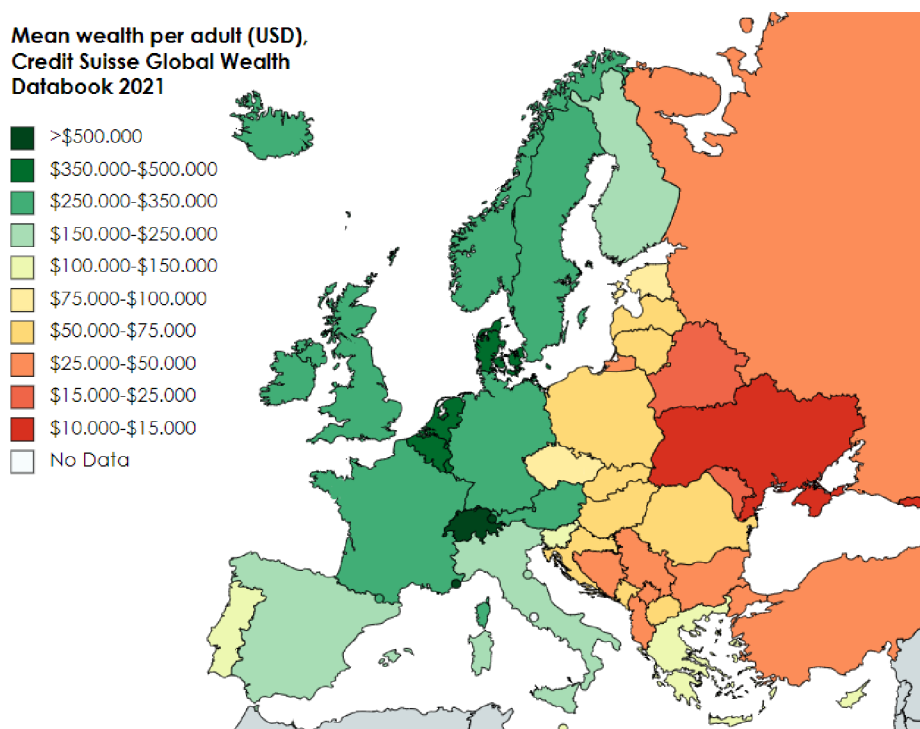 Mean wealth per adult (USD),
Credit Suisse Global Wealth
Databook 2021
>$500.000
$350.000-$500.000
$250.000-$350.000
$150.000-$250.000
$100.000-$150.000
$75.000-$100.000
$50.000-$75.000
$25.000-$50.000
$15.000-$25.000
$10.000-$15.000
No Data